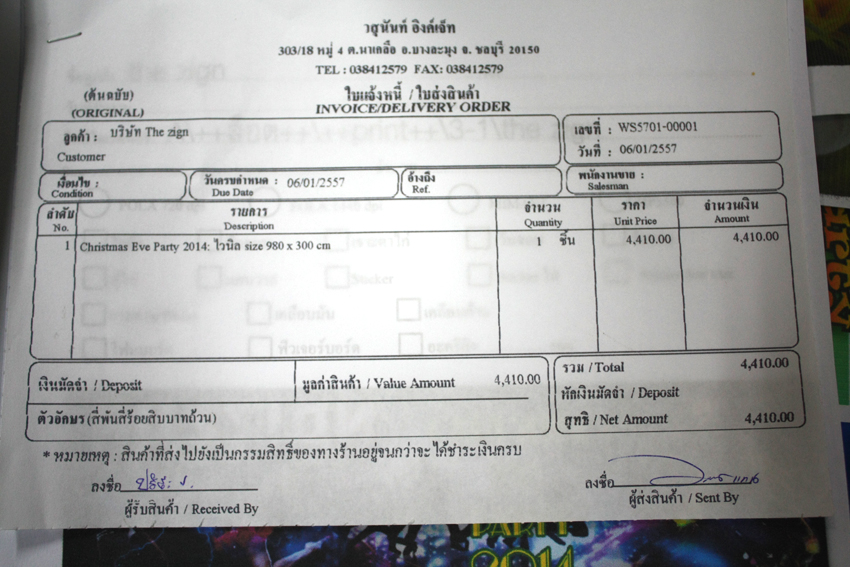 วสุนันท์ อิงค์เจ็ท
303/18 หมู่ 4 ต.นาเกลือ อ.บางละมุง จ. ชลบุรี 20150
TEL : 038412579 FAX: 038412579
(ต้นฉบับ)
(ORIGINAL)
ใบแจ้งหนี้ / ใบส่งสินค้า
INVOICE/DELIVERY ORDER
ลูกค้า : บริษัท The zign
Customer
เลขที่ : WS5701-00001
วันที่ : 06/01/2557
เงื่อนไข :
Condition
วันครบกำหนด : 06/01/2557
Due Date
อ้างถึง
Ref.
พนักงานขาย :
Salesman
ลำดับ รายการ จำนวน ราคา จำนวนเงิน
No. Description Quantity Unit Price Amount
1 Christmas Eve Party 2014: ไวนิล size 980 x 300 cm 1 ชิ้น 4,410.00 4,410.00
เงินมัดจำ / Deposit มูลค่าสินค้า / Value Amount 4,410.00
ตัวอักษร (สี่พันสี่ร้อยสิบบาทถ้วน)
รวม / Total 4,410.00
หักเงินมัดจำ / Deposit
สุทธิ / Net Amount 4,410.00
* หมายเหตุ : สินค้าที่ส่งไปยังเป็นกรรมสิทธิ์ของทางร้านอยู่จนกว่าจะ ได้ชำระเงินครบ
ลงชื่อ
ผู้รับสินค้า / Received By
ลงชื่อ
ผู้ส่งสินค้า / Sent By
PARTY
2014